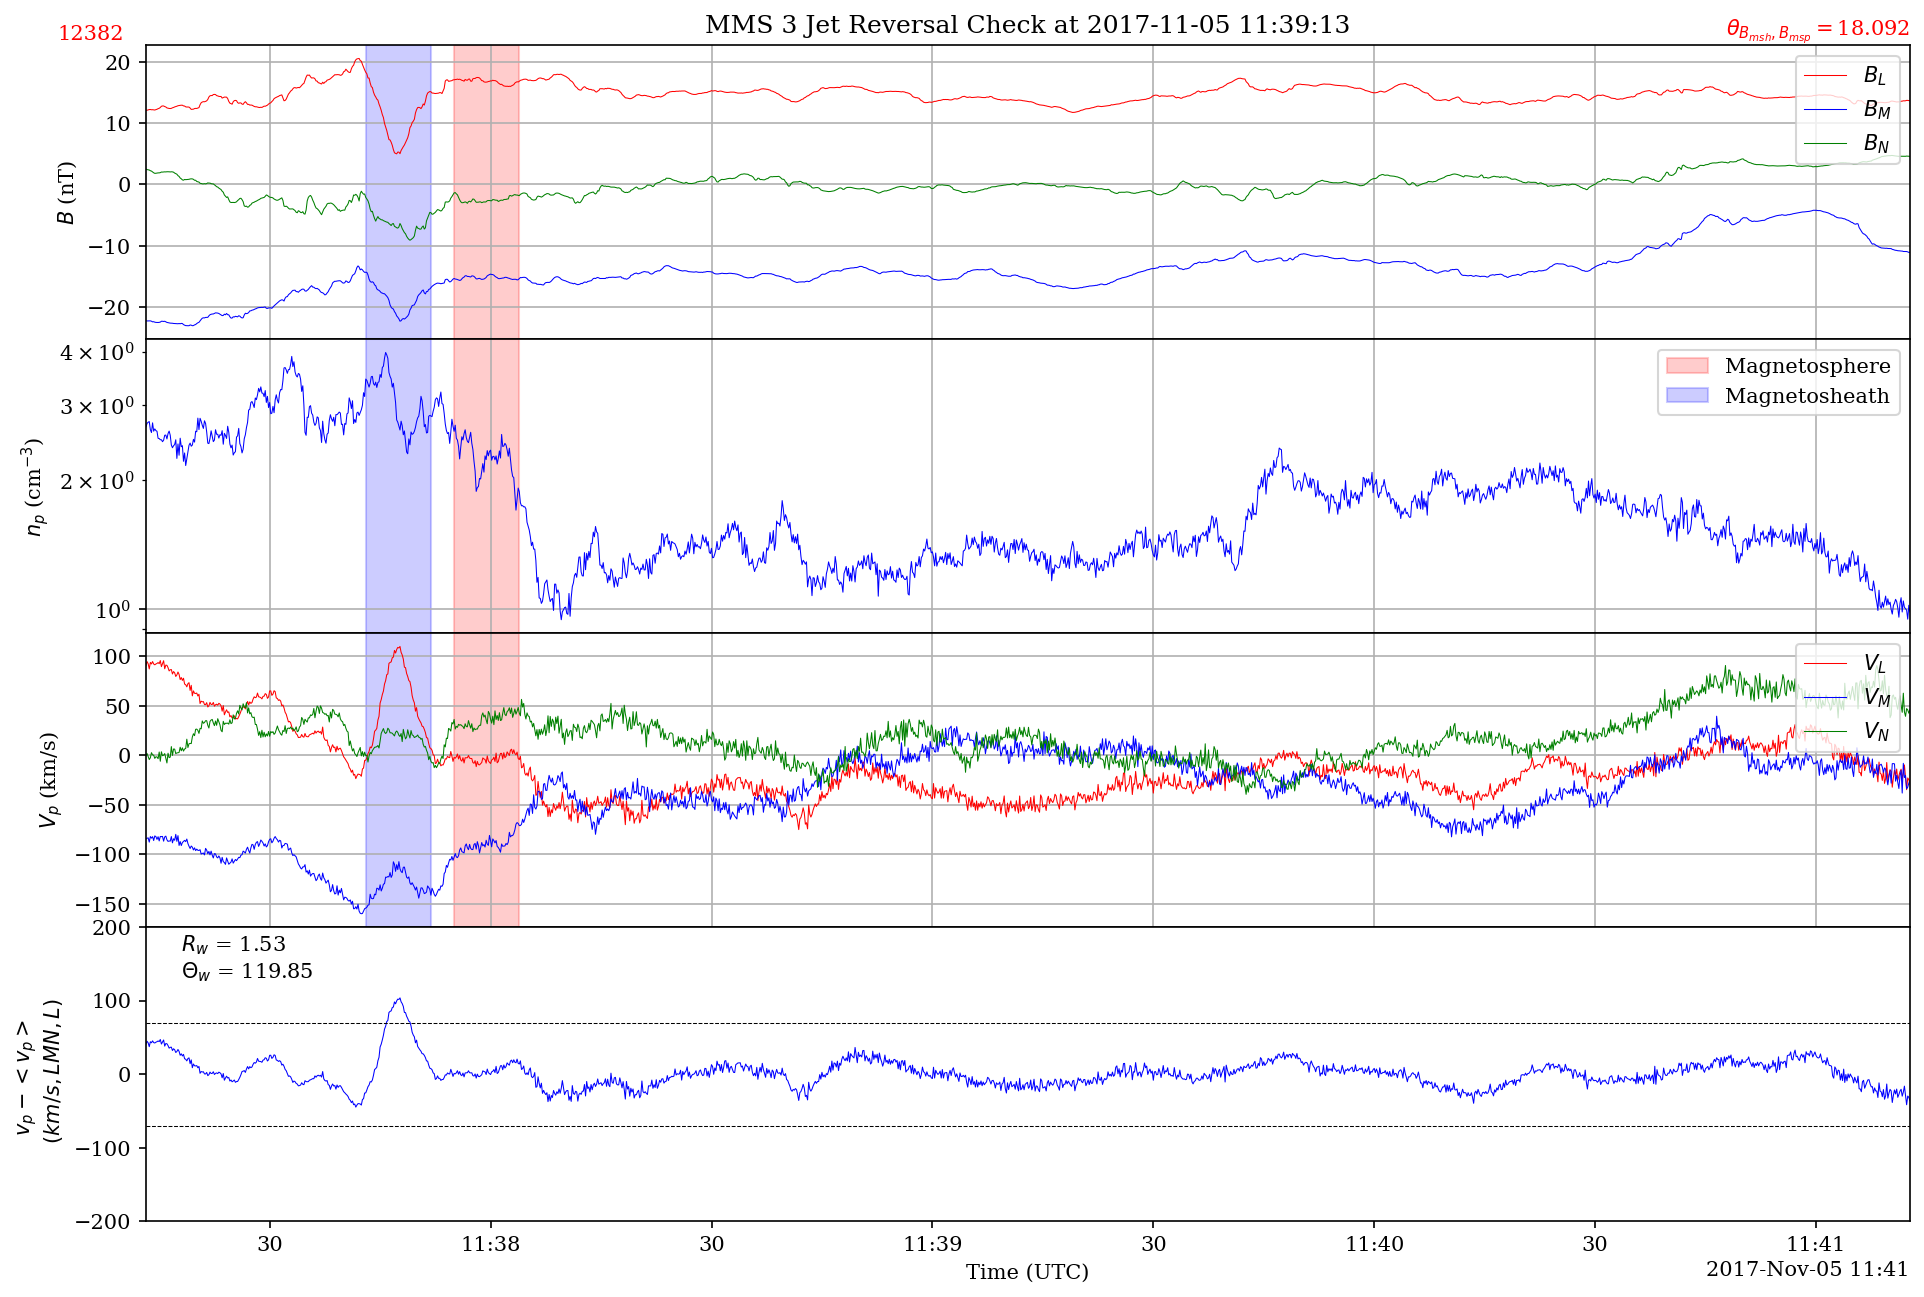 12382
MMS 3 Jet Reversal Check at 2017-11-05 11:39:13
θ_{B_{msh}, B_{msp}} = 18.092
20
10
0
−10
−20
B (nT)
B_L
B_M
B_N
4 × 10^0
3 × 10^0
2 × 10^0
10^0
n_p (cm^{−3})
Magnetosphere
Magnetosheath
100
50
0
−50
−100
−150
V_p (km/s)
V_L
V_M
V_N
200
100
0
−100
−200
v_p − < v_p >
(km/s, LMN, L)
R_w = 1.53
Θ_w = 119.85
30
11:38
30
11:39
30
11:40
30
11:41
Time (UTC)
2017-Nov-05 11:41